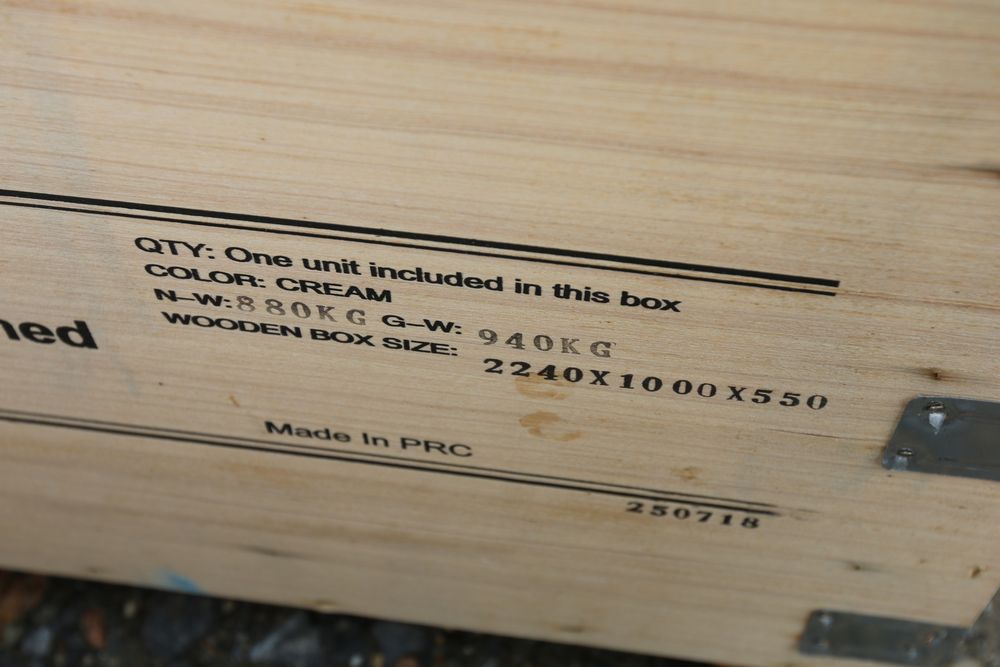 QTY: One unit included in this box
COLOR: CREAM
N–W: 880KG G–W: 940KG
WOODEN BOX SIZE: 2240X1000X550
Made In PRC
250718